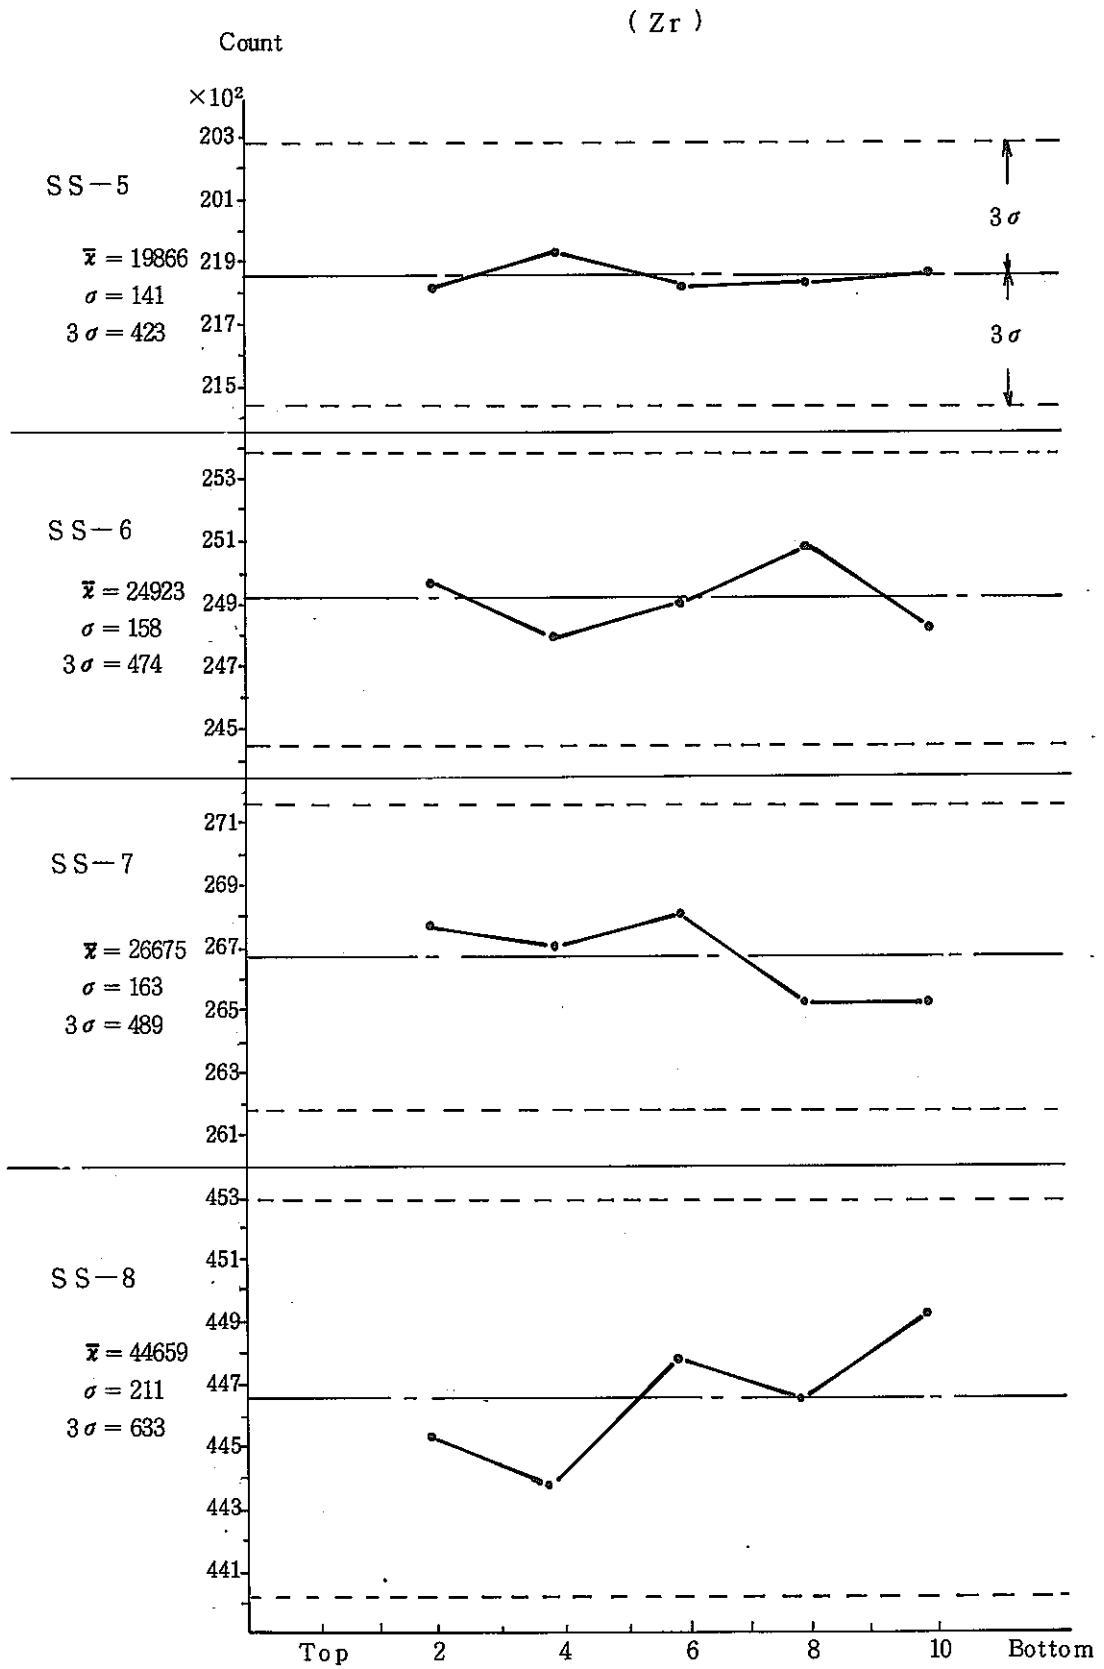 ( Zr )
Count
×10²
203
SS-5
201
3σ
x̄ = 19866
219
σ = 141
3σ = 423
217
3σ
215
253
SS-6
251
x̄ = 24923
249
σ = 158
3σ = 474
247
245
271
SS-7
269
x̄ = 26675
267
σ = 163
265
3σ = 489
263
261
453
451
SS-8
449
x̄ = 44659
447
σ = 211
3σ = 633
445
443
441
Top 2 4 6 8 10 Bottom